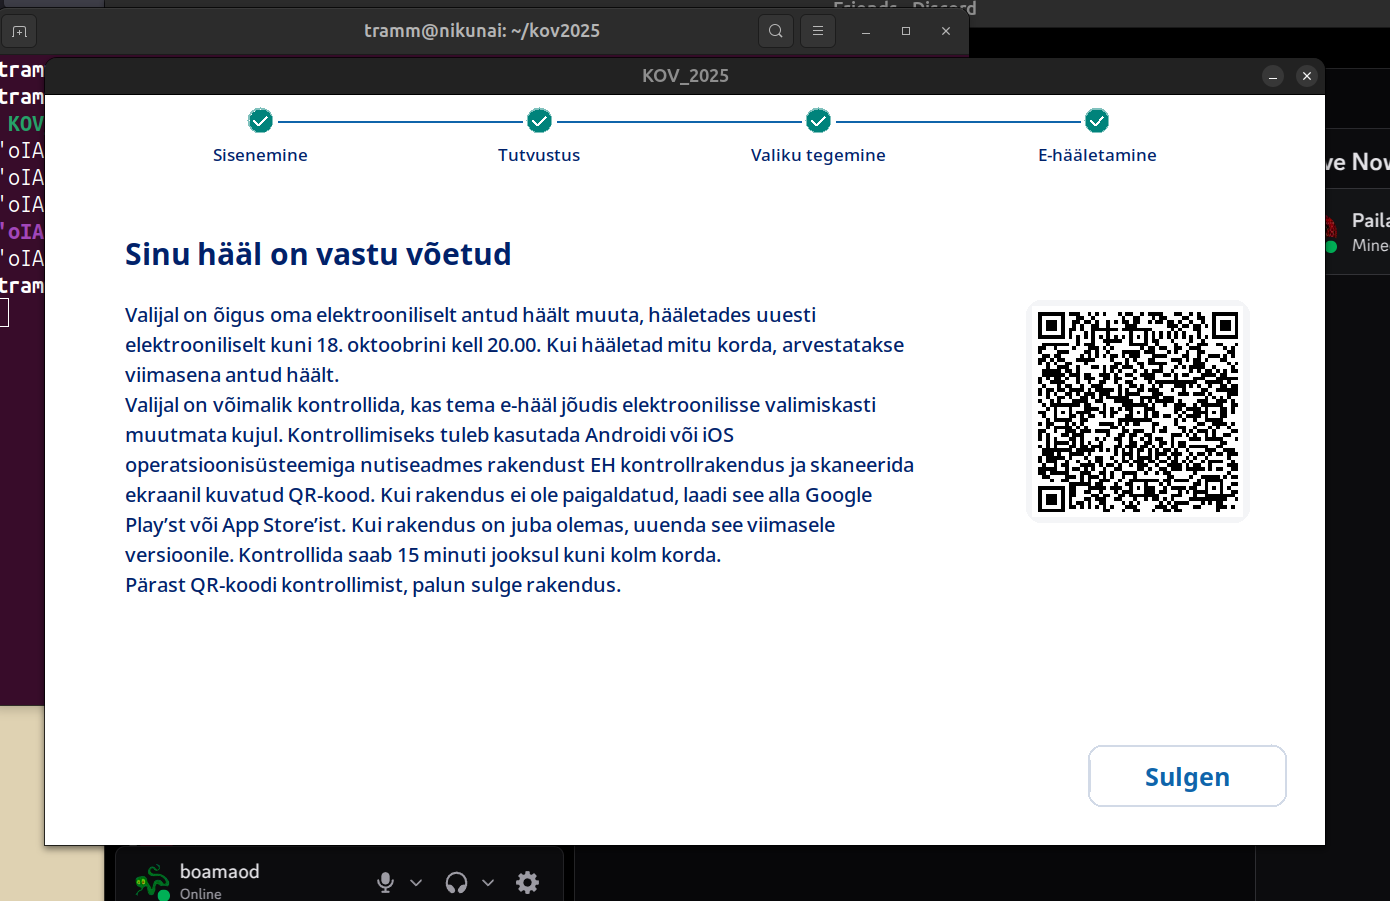 tramm@nikunai: ~/kov2025
KOV_2025
Sisenemine
Tutvustus
Valiku tegemine
E-hääletamine
Sinu hääl on vastu võetud
Valijal on õigus oma elektrooniliselt antud häält muuta, hääletades uuesti
elektrooniliselt kuni 18. oktoobrini kell 20.00. Kui hääletad mitu korda, arvestatakse
viimasena antud häält.
Valijal on võimalik kontrollida, kas tema e-hääl jõudis elektroonilisse valimiskasti
muutmata kujul. Kontrollimiseks tuleb kasutada Androidi või iOS
operatsioonisüsteemiga nutiseadmes rakendust EH kontrollrakendus ja skaneerida
ekraanil kuvatud QR-kood. Kui rakendus ei ole paigaldatud, laadi see alla Google
Play’st või App Store’ist. Kui rakendus on juba olemas, uuenda see viimasele
versioonile. Kontrollida saab 15 minuti jooksul kuni kolm korda.
Pärast QR-koodi kontrollimist, palun sulge rakendus.
Sulgen
tram
tram
KOV
'oIA
'oIA
'oIA
'oIA
'oIA
tram
Friends - Discord
ve Nov
Paila
Mine
boamaod
Online